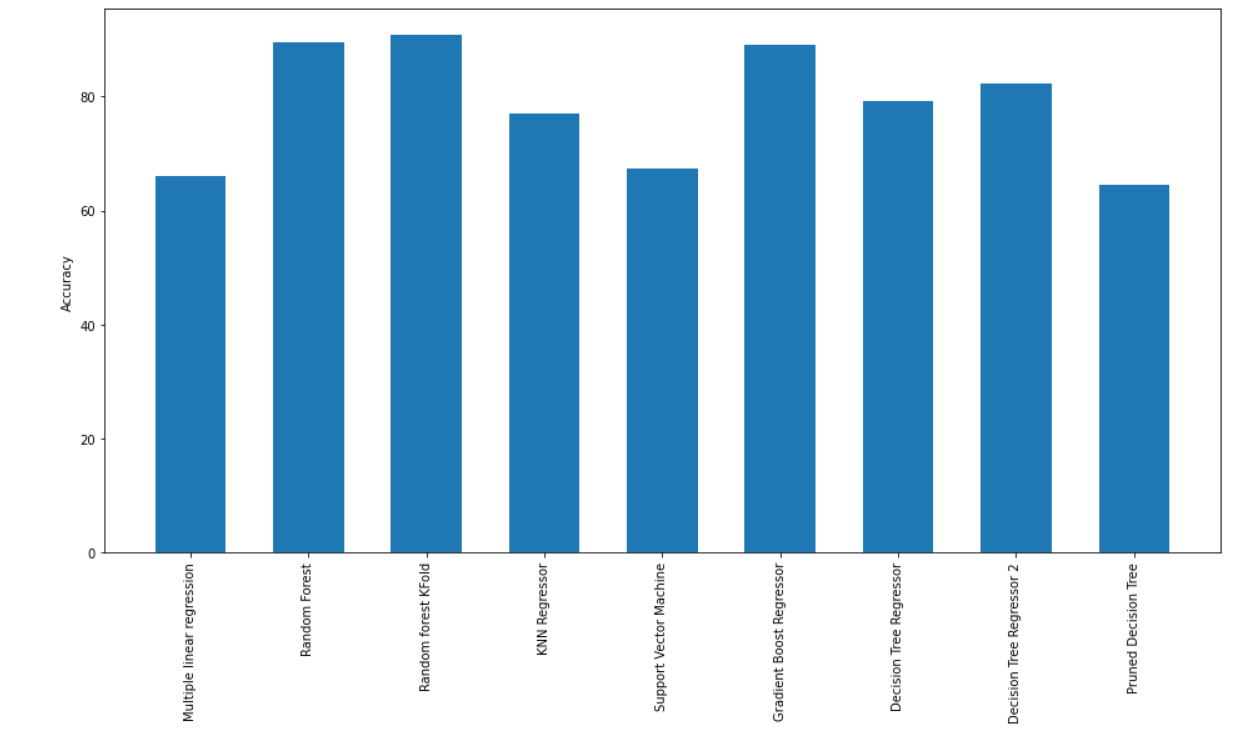 Accuracy
80
60
40
20
0
Multiple linear regression
Random Forest
Random forest KFold
KNN Regressor
Support Vector Machine
Gradient Boost Regressor
Decision Tree Regressor
Decision Tree Regressor 2
Pruned Decision Tree